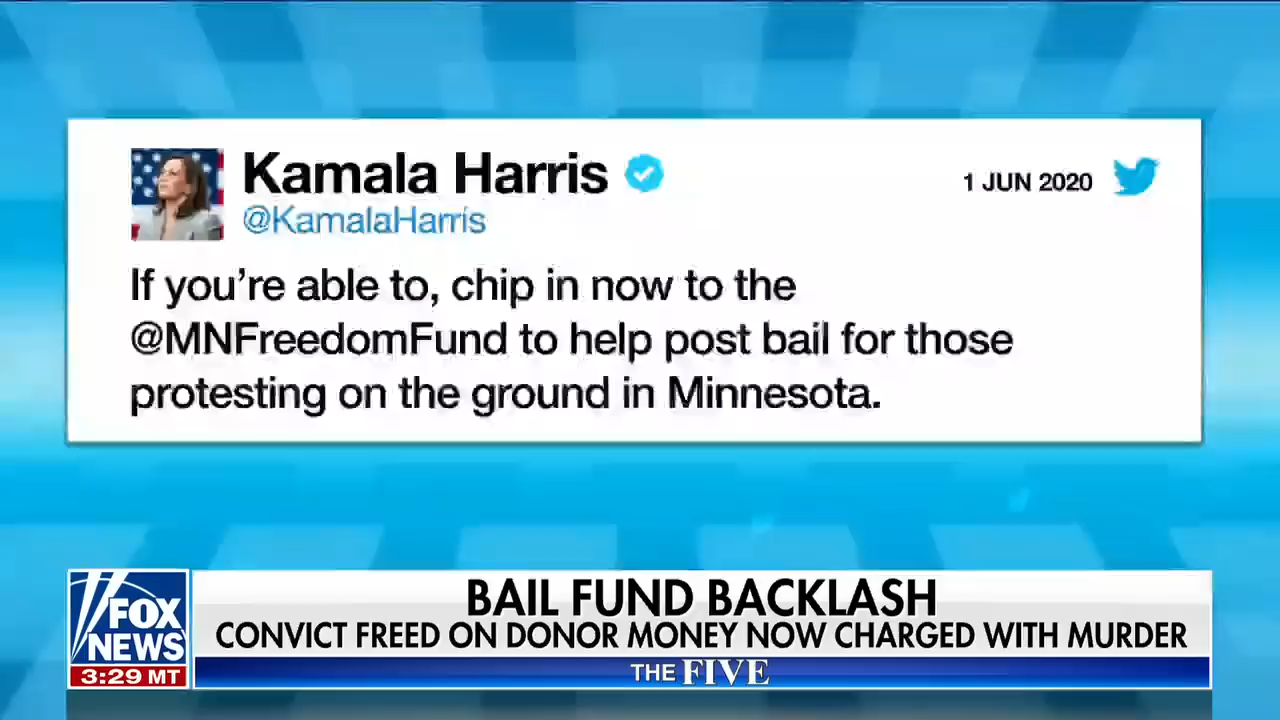 Kamala Harris
@KamalaHarris
1 JUN 2020
If you're able to, chip in now to the
@MNFreedomFund to help post bail for those
protesting on the ground in Minnesota.
BAIL FUND BACKLASH
CONVICT FREED ON DONOR MONEY NOW CHARGED WITH MURDER
THE FIVE
FOX
NEWS
3:29 MT